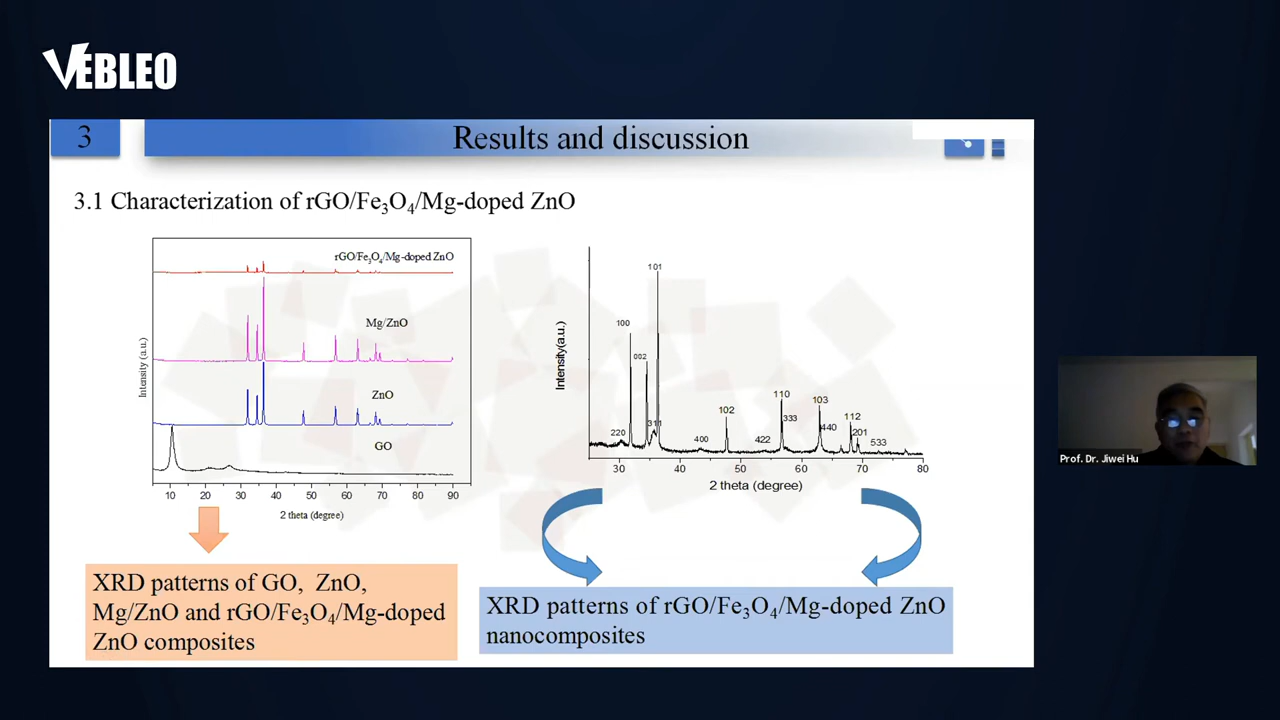 VEBLEO
3
Results and discussion
3.1 Characterization of rGO/Fe₃O₄/Mg-doped ZnO
rGO/Fe₃O₄/Mg-doped ZnO
Mg/ZnO
ZnO
GO
Intensity (a.u.)
10 20 30 40 50 60 70 80 90
2 theta (degree)
Intensity(a.u.)
101
100
002
220
311
400
102
422
110
333
103
440
112
201
533
30 40 50 60 70 80
2 theta (degree)
XRD patterns of GO, ZnO,
Mg/ZnO and rGO/Fe₃O₄/Mg-doped
ZnO composites
XRD patterns of rGO/Fe₃O₄/Mg-doped ZnO
nanocomposites
Prof. Dr. Jiwei Hu